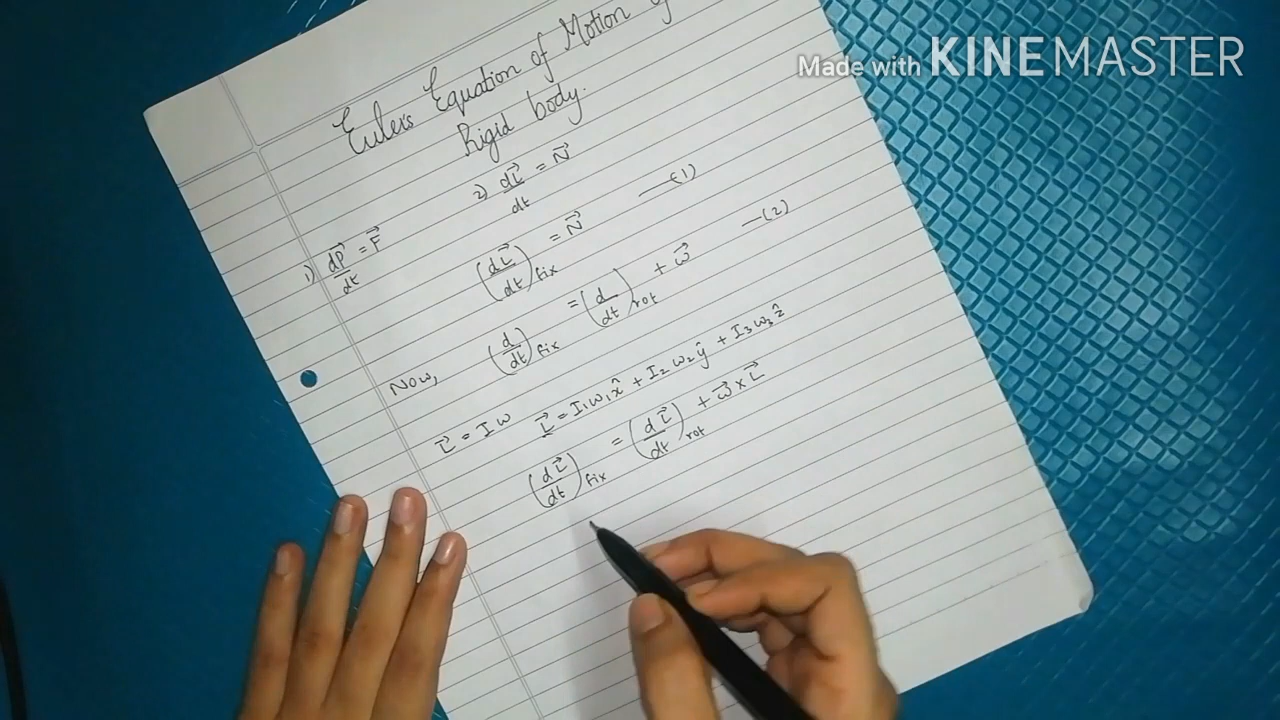 Made with KINEMASTER
Eulers Equation of Motion
Rigid body.
1) dP⃗/dt = F⃗
2) dL⃗/dt = N⃗
(dL⃗/dt)fix = N⃗ —(1)
Now, (d/dt)fix = (d/dt)rot + ω⃗ —(2)
L⃗ = Iω L⃗ = I₁ω₁x̂ + I₂ω₂ŷ + I₃ω₃ẑ
(dL⃗/dt)fix = (dL⃗/dt)rot + ω⃗ × L⃗